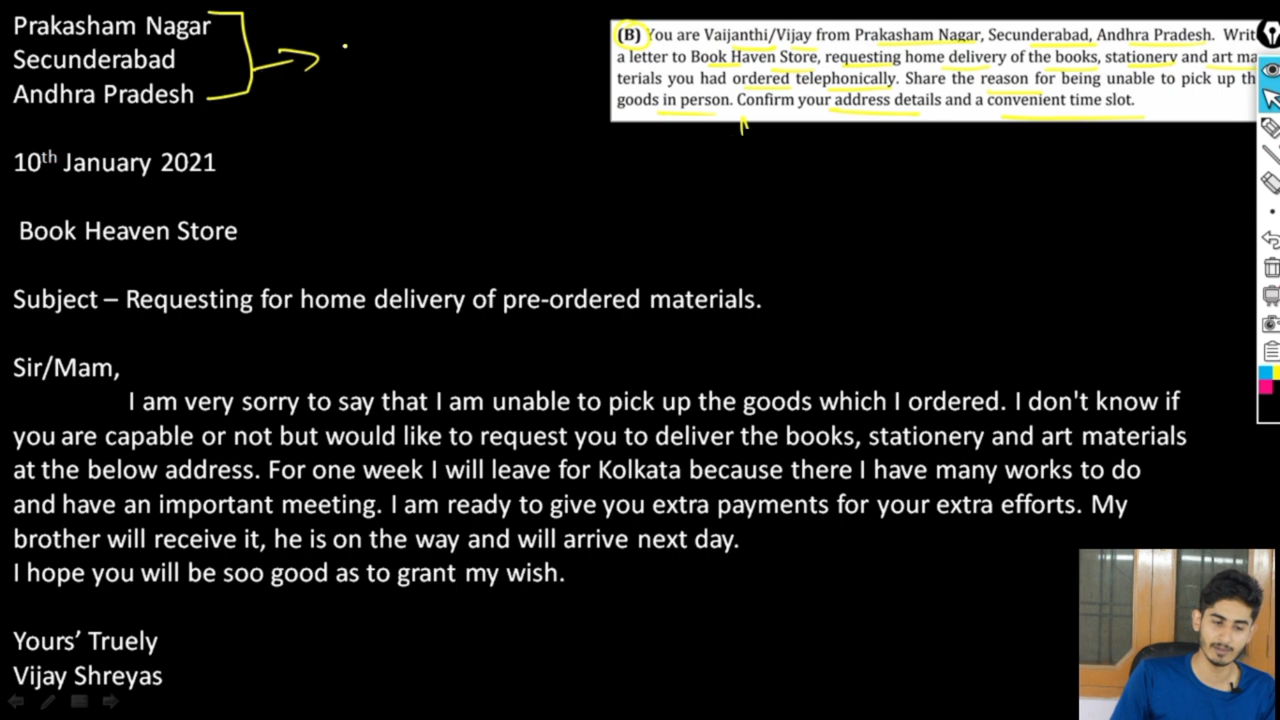 Prakasham Nagar
Secunderabad
Andhra Pradesh
(B) You are Vaijanthi/Vijay from Prakasham Nagar, Secunderabad, Andhra Pradesh. Writ
a letter to Book Haven Store, requesting home delivery of the books, stationery and art ma
terials you had ordered telephonically. Share the reason for being unable to pick up th
goods in person. Confirm your address details and a convenient time slot.
10th January 2021
Book Heaven Store
Subject – Requesting for home delivery of pre-ordered materials.
Sir/Mam,
I am very sorry to say that I am unable to pick up the goods which I ordered. I don't know if
you are capable or not but would like to request you to deliver the books, stationery and art materials
at the below address. For one week I will leave for Kolkata because there I have many works to do
and have an important meeting. I am ready to give you extra payments for your extra efforts. My
brother will receive it, he is on the way and will arrive next day.
I hope you will be soo good as to grant my wish.
Yours’ Truely
Vijay Shreyas